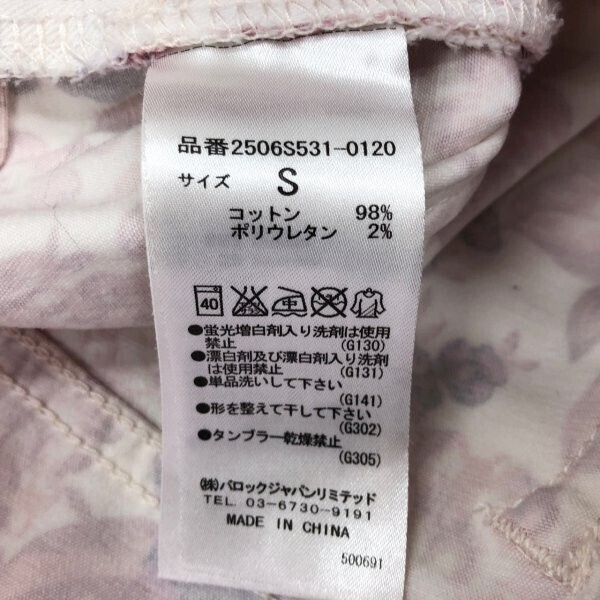 品番2506S531-0120
サイズ S
コットン 98%
ポリウレタン 2%
40
●蛍光増白剤入り洗剤は使用
禁止 (G130)
●漂白剤及び漂白剤入り洗剤
は使用禁止 (G131)
●単品洗いして下さい
(G141)
●形を整えて干して下さい
(G302)
●タンブラー乾燥禁止
(G305)
㈱バロックジャパンリミテッド
TEL. 03-6730-9191
MADE IN CHINA
500691